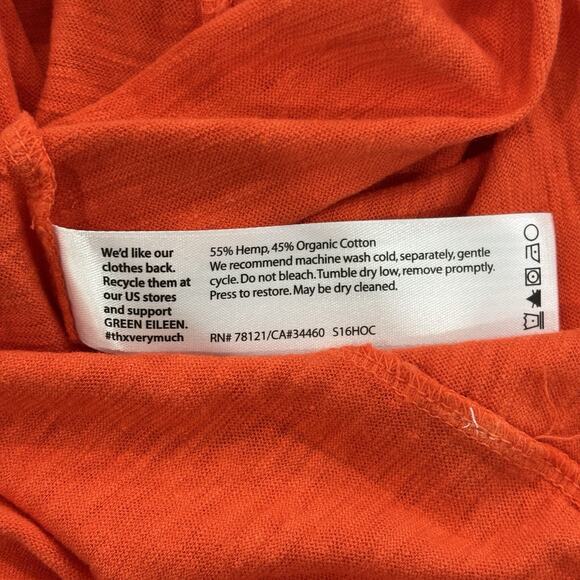 We'd like our
clothes back.
Recycle them at
our US stores
and support
GREEN EILEEN.
#thxverymuch
55% Hemp, 45% Organic Cotton
We recommend machine wash cold, separately, gentle
cycle. Do not bleach. Tumble dry low, remove promptly.
Press to restore. May be dry cleaned.
RN# 78121/CA#34460 S16HOC